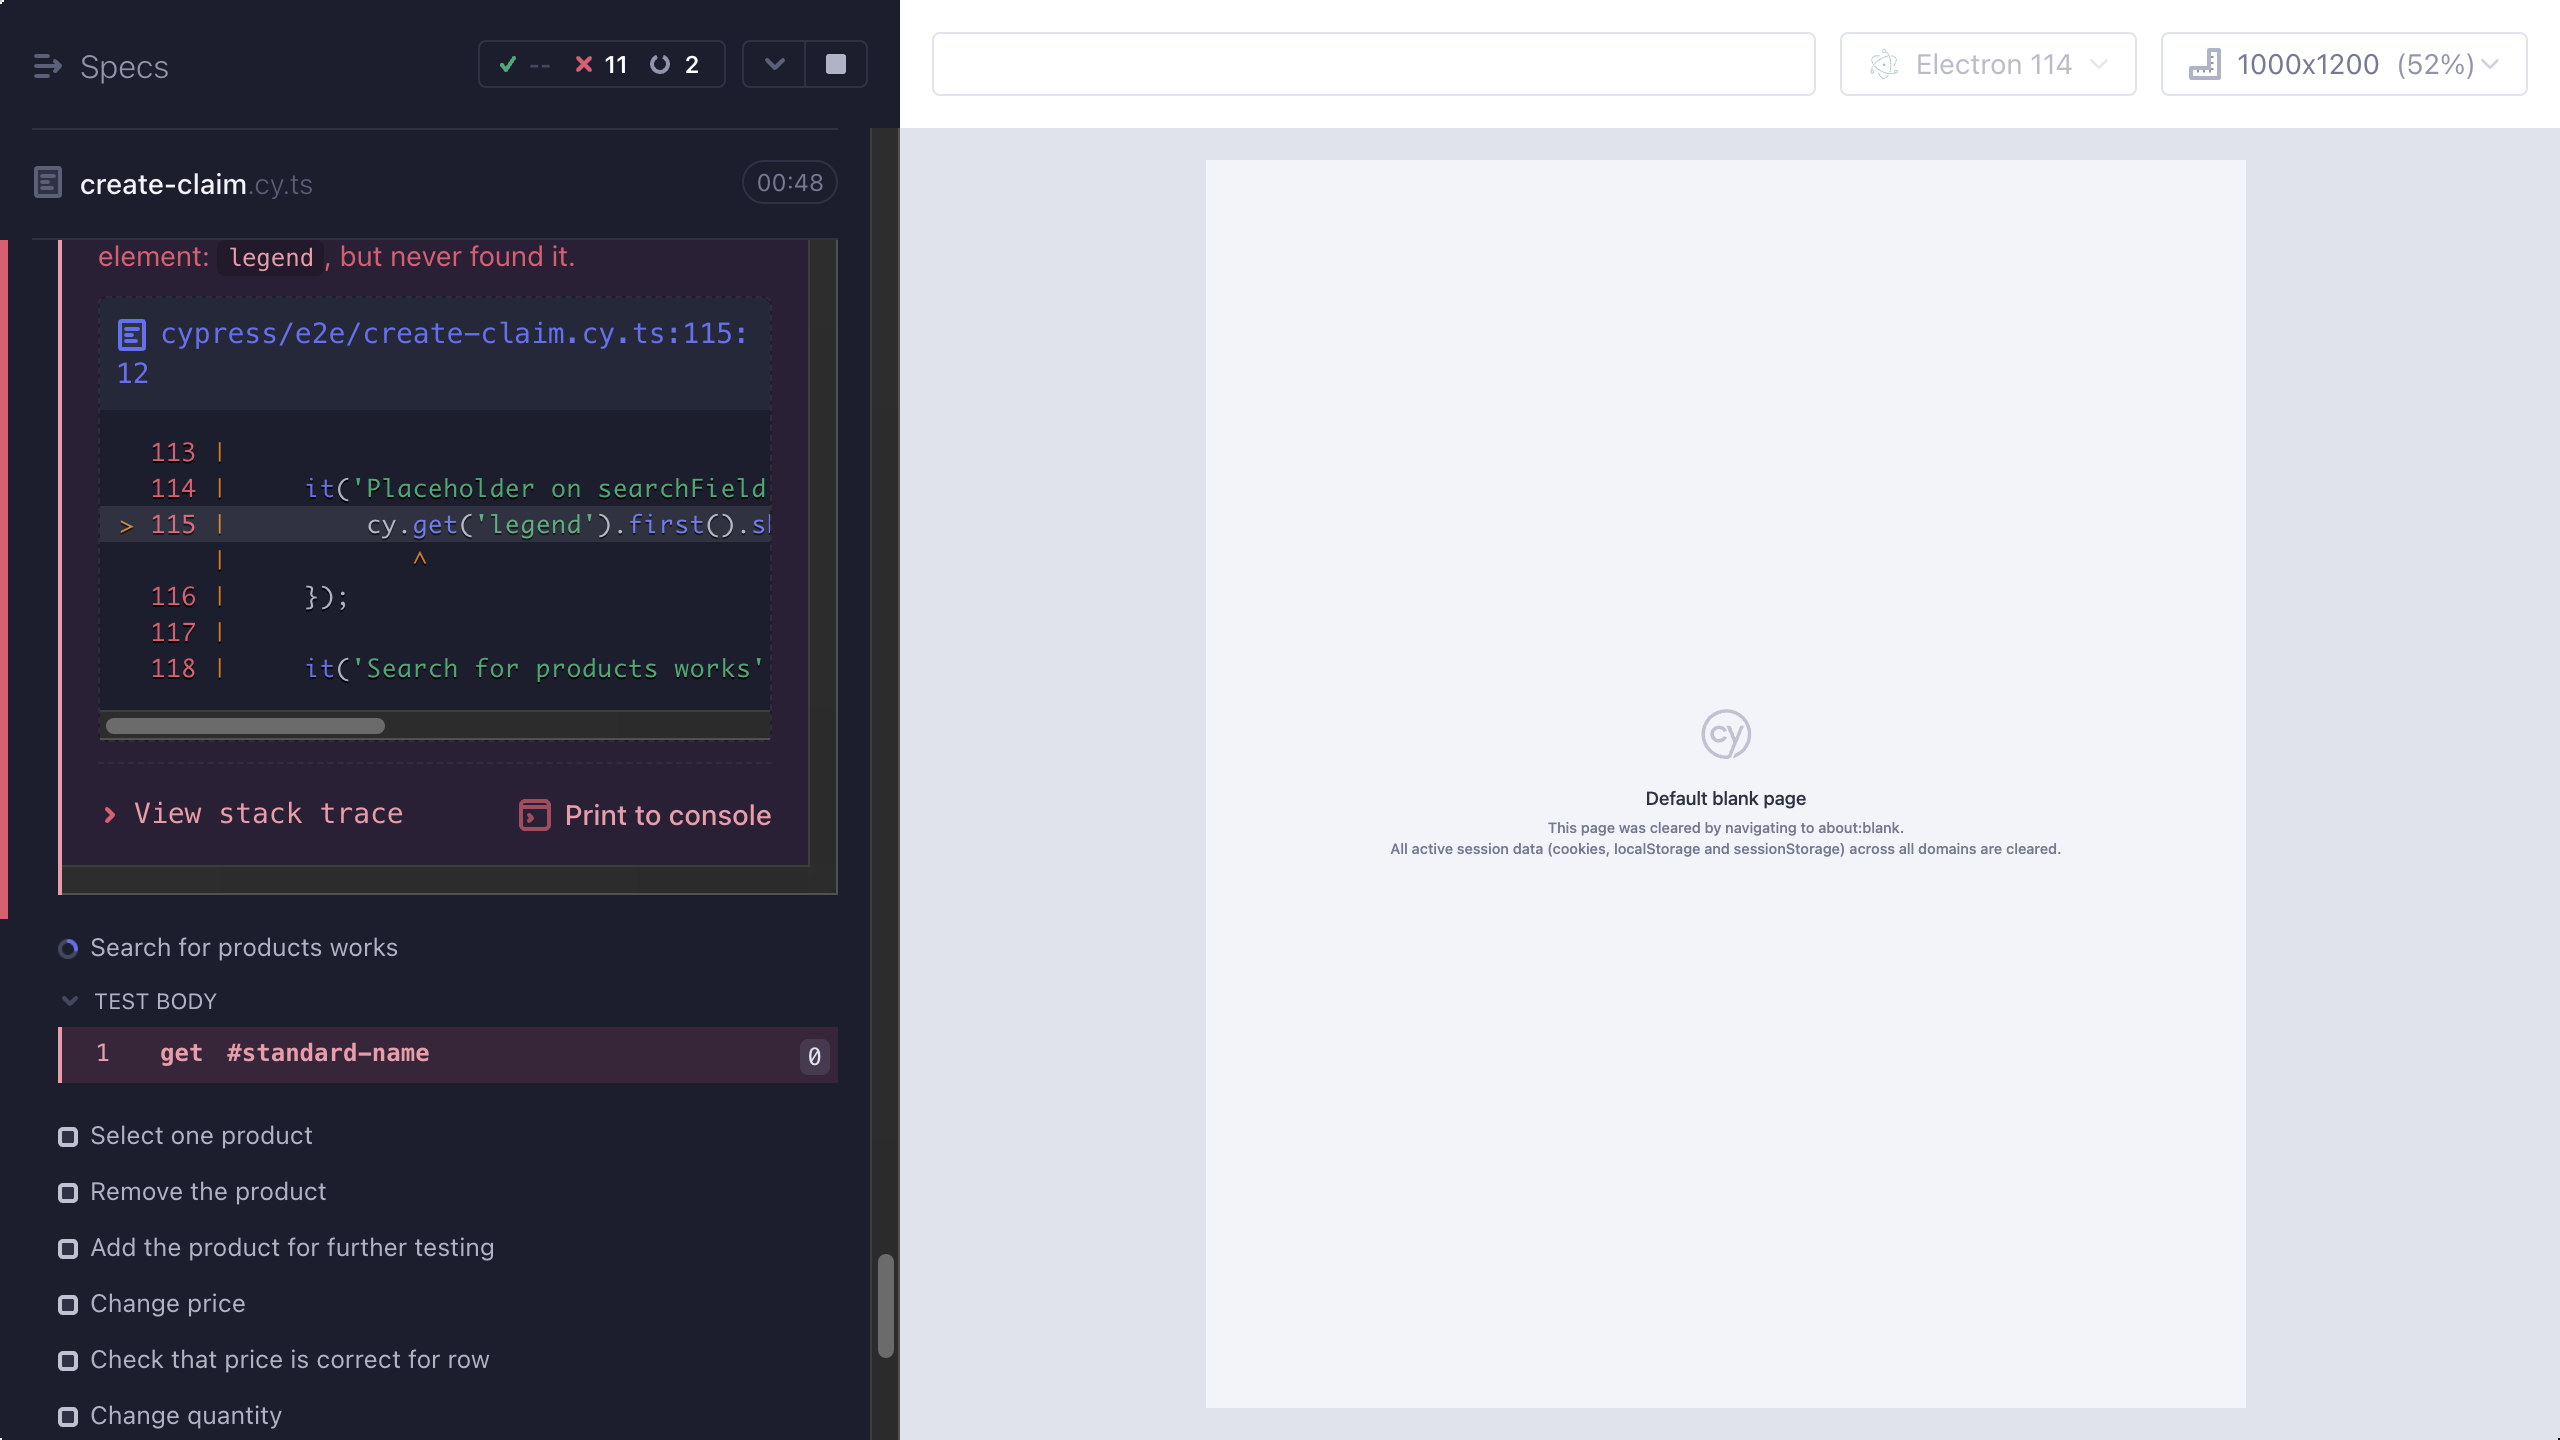 Specs
-- 11 2
create-claim.cy.ts
00:48
element: legend, but never found it.
cypress/e2e/create-claim.cy.ts:115:
12
113 |
114 | it('Placeholder on searchField
> 115 | cy.get('legend').first().s
| ^
116 | });
117 |
118 | it('Search for products works'
View stack trace
Print to console
Search for products works
TEST BODY
1 get #standard-name 0
Select one product
Remove the product
Add the product for further testing
Change price
Check that price is correct for row
Change quantity
Electron 114
1000x1200 (52%)
cy
Default blank page
This page was cleared by navigating to about:blank.
All active session data (cookies, localStorage and sessionStorage) across all domains are cleared.